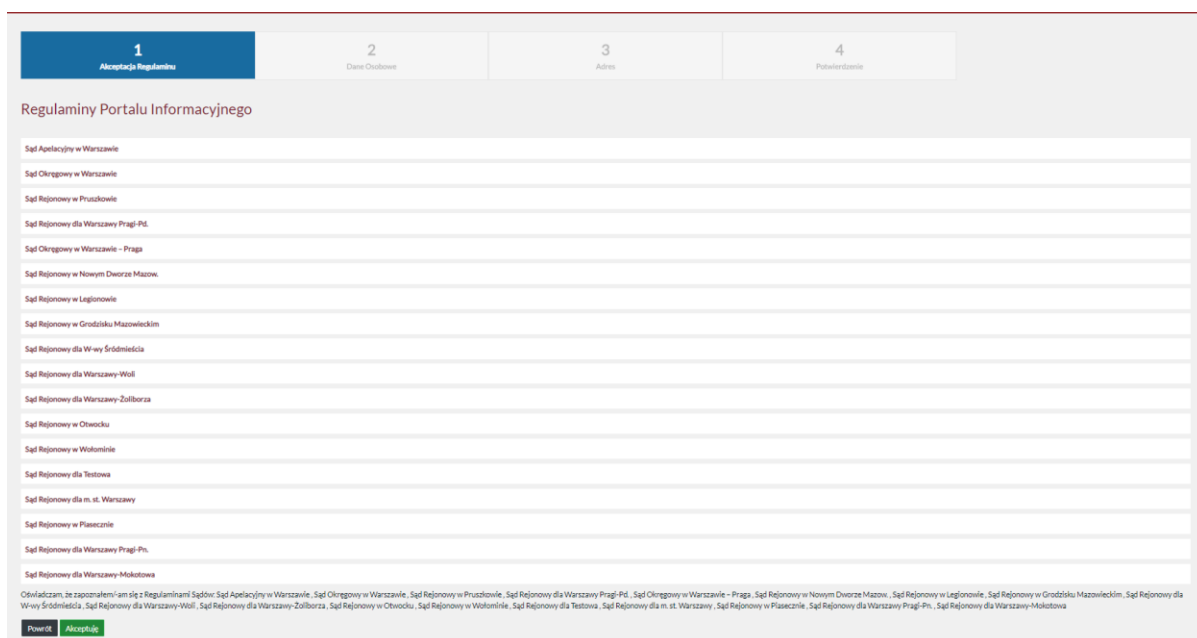 1
Akceptacja Regulaminu
2
Dane Osobowe
3
Adres
4
Potwierdzenie
Regulaminy Portalu Informacyjnego
Sąd Apelacyjny w Warszawie
Sąd Okręgowy w Warszawie
Sąd Rejonowy w Pruszkowie
Sąd Rejonowy dla Warszawy Pragi-Pd.
Sąd Okręgowy w Warszawie – Praga
Sąd Rejonowy w Nowym Dworze Mazow.
Sąd Rejonowy w Legionowie
Sąd Rejonowy w Grodzisku Mazowieckim
Sąd Rejonowy dla W-wy Śródmieścia
Sąd Rejonowy dla Warszawy-Woli
Sąd Rejonowy dla Warszawy-Żoliborza
Sąd Rejonowy w Otwocku
Sąd Rejonowy w Wołominie
Sąd Rejonowy dla Testowa
Sąd Rejonowy dla m. st. Warszawy
Sąd Rejonowy w Piasecznie
Sąd Rejonowy dla Warszawy Pragi-Pn.
Sąd Rejonowy dla Warszawy-Mokotowa
Oświadczam, że zapoznałem/-am się z Regulaminami Sądów: Sąd Apelacyjny w Warszawie , Sąd Okręgowy w Warszawie , Sąd Rejonowy w Pruszkowie , Sąd Rejonowy dla Warszawy Pragi-Pd. , Sąd Okręgowy w Warszawie – Praga , Sąd Rejonowy w Nowym Dworze Mazow. , Sąd Rejonowy w Legionowie , Sąd Rejonowy w Grodzisku Mazowieckim , Sąd Rejonowy dla
W-wy Śródmieścia , Sąd Rejonowy dla Warszawy-Woli , Sąd Rejonowy dla Warszawy-Żoliborza , Sąd Rejonowy w Otwocku , Sąd Rejonowy w Wołominie , Sąd Rejonowy dla Testowa , Sąd Rejonowy dla m. st. Warszawy , Sąd Rejonowy w Piasecznie , Sąd Rejonowy dla Warszawy Pragi-Pn. , Sąd Rejonowy dla Warszawy-Mokotowa
Powrót Akceptuję